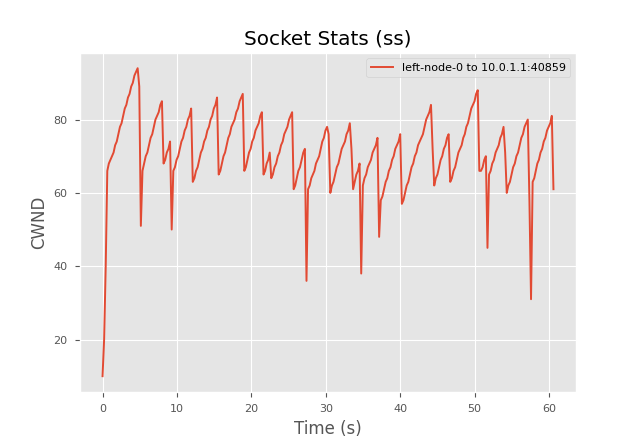 Socket Stats (ss)
left-node-0 to 10.0.1.1:40859
CWND
80
60
40
20
0 10 20 30 40 50 60
Time (s)